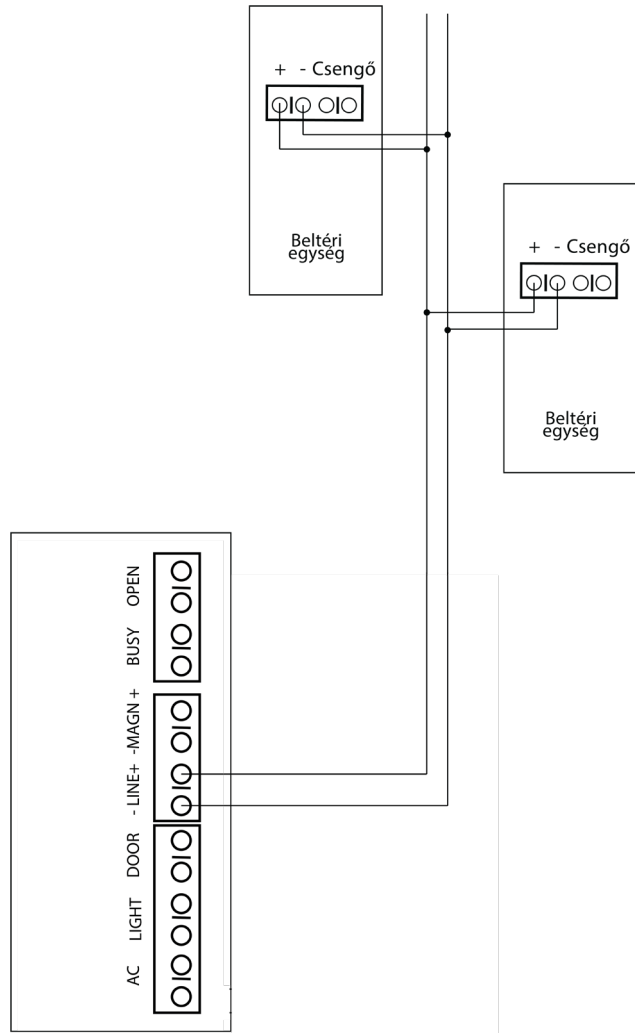 + - Csengő
Beltéri
egység
+ - Csengő
Beltéri
egység
OPEN
BUSY
- MAGN +
- LINE+
DOOR
LIGHT
AC